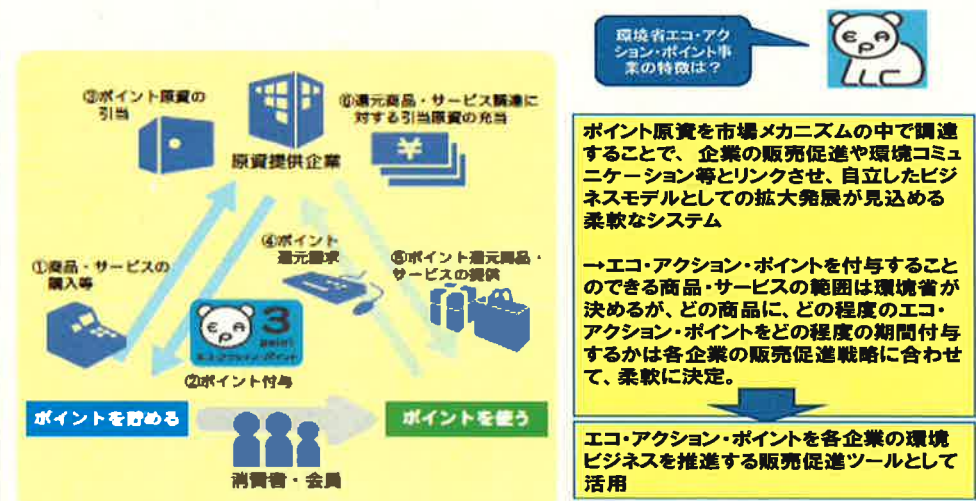 ③ポイント原資の
引当
⑥還元商品・サービス調達に
対する引当原資の充当
¥
原資提供企業
①商品・サービスの
購入等
④ポイント
還元請求
⑤ポイント還元商品・
サービスの提供
EPA
3
point
エコ・アクション・ポイント
②ポイント付与
ポイントを貯める
ポイントを使う
消費者・会員
環境省エコ・アク
ション・ポイント事
業の特徴は？
EPA
ポイント原資を市場メカニズムの中で調達
することで、企業の販売促進や環境コミュ
ニケーション等とリンクさせ、自立したビジ
ネスモデルとしての拡大発展が見込める
柔軟なシステム
→エコ・アクション・ポイントを付与すること
のできる商品・サービスの範囲は環境省が
決めるが、どの商品に、どの程度のエコ・
アクション・ポイントをどの程度の期間付与
するかは各企業の販売促進戦略に合わせ
て、柔軟に決定。
エコ・アクション・ポイントを各企業の環境
ビジネスを推進する販売促進ツールとして
活用